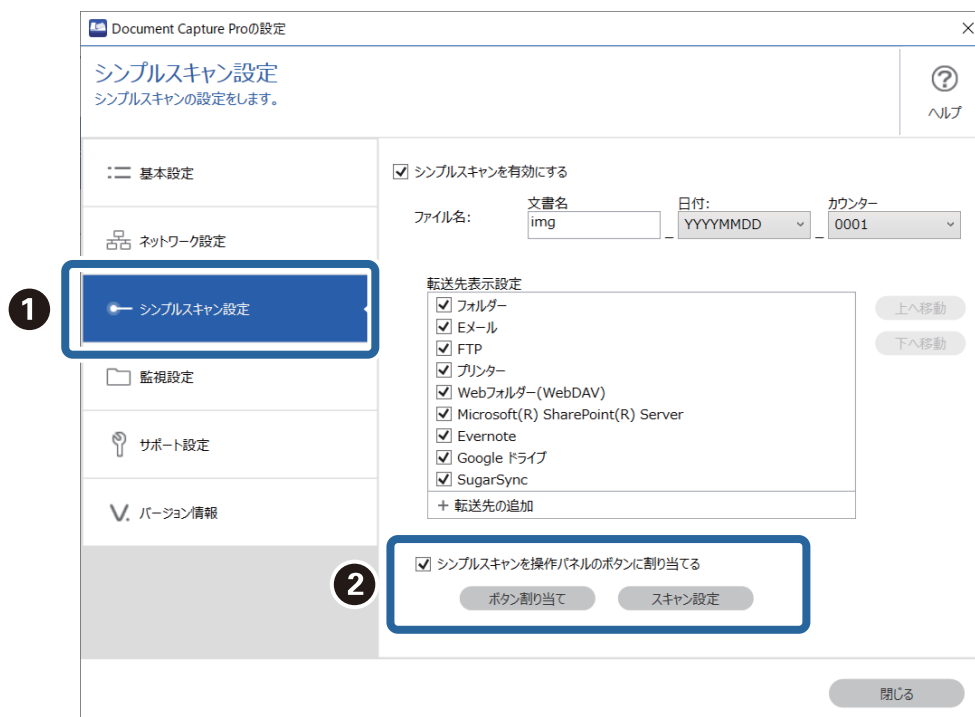 Document Capture Proの設定
シンプルスキャン設定
シンプルスキャンの設定をします。
ヘルプ
基本設定
ネットワーク設定
1
シンプルスキャン設定
監視設定
サポート設定
V. バージョン情報
シンプルスキャンを有効にする
ファイル名:
文書名
img
_
日付:
YYYYMMDD
_
カウンター
0001
転送先表示設定
フォルダー
Eメール
FTP
プリンター
Webフォルダー(WebDAV)
Microsoft(R) SharePoint(R) Server
Evernote
Google ドライブ
SugarSync
+ 転送先の追加
上へ移動
下へ移動
2
シンプルスキャンを操作パネルのボタンに割り当てる
ボタン割り当て
スキャン設定
閉じる